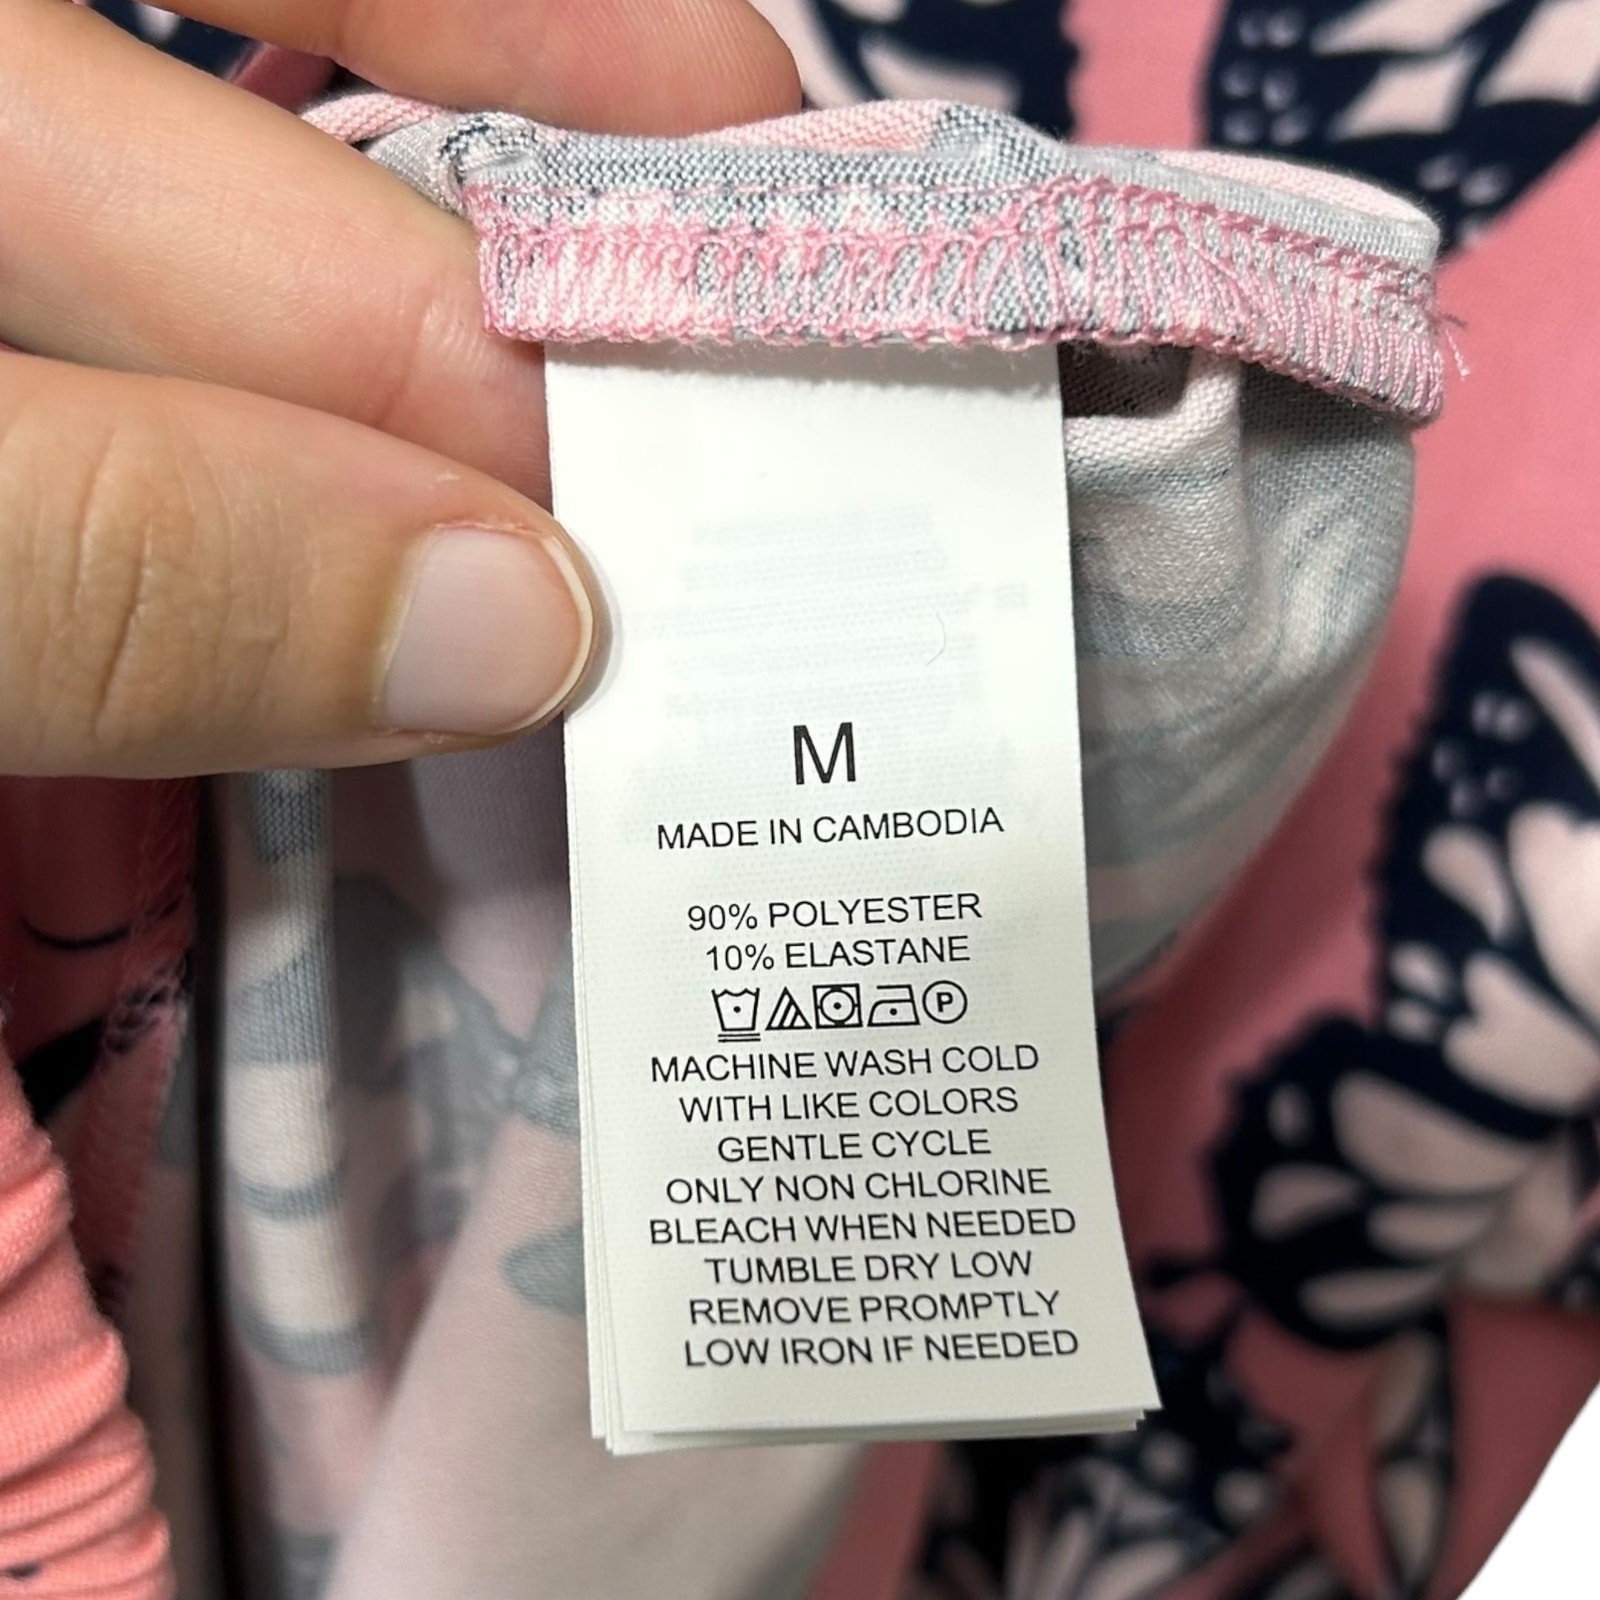 M
MADE IN CAMBODIA
90% POLYESTER
10% ELASTANE
P
MACHINE WASH COLD
WITH LIKE COLORS
GENTLE CYCLE
ONLY NON CHLORINE
BLEACH WHEN NEEDED
TUMBLE DRY LOW
REMOVE PROMPTLY
LOW IRON IF NEEDED